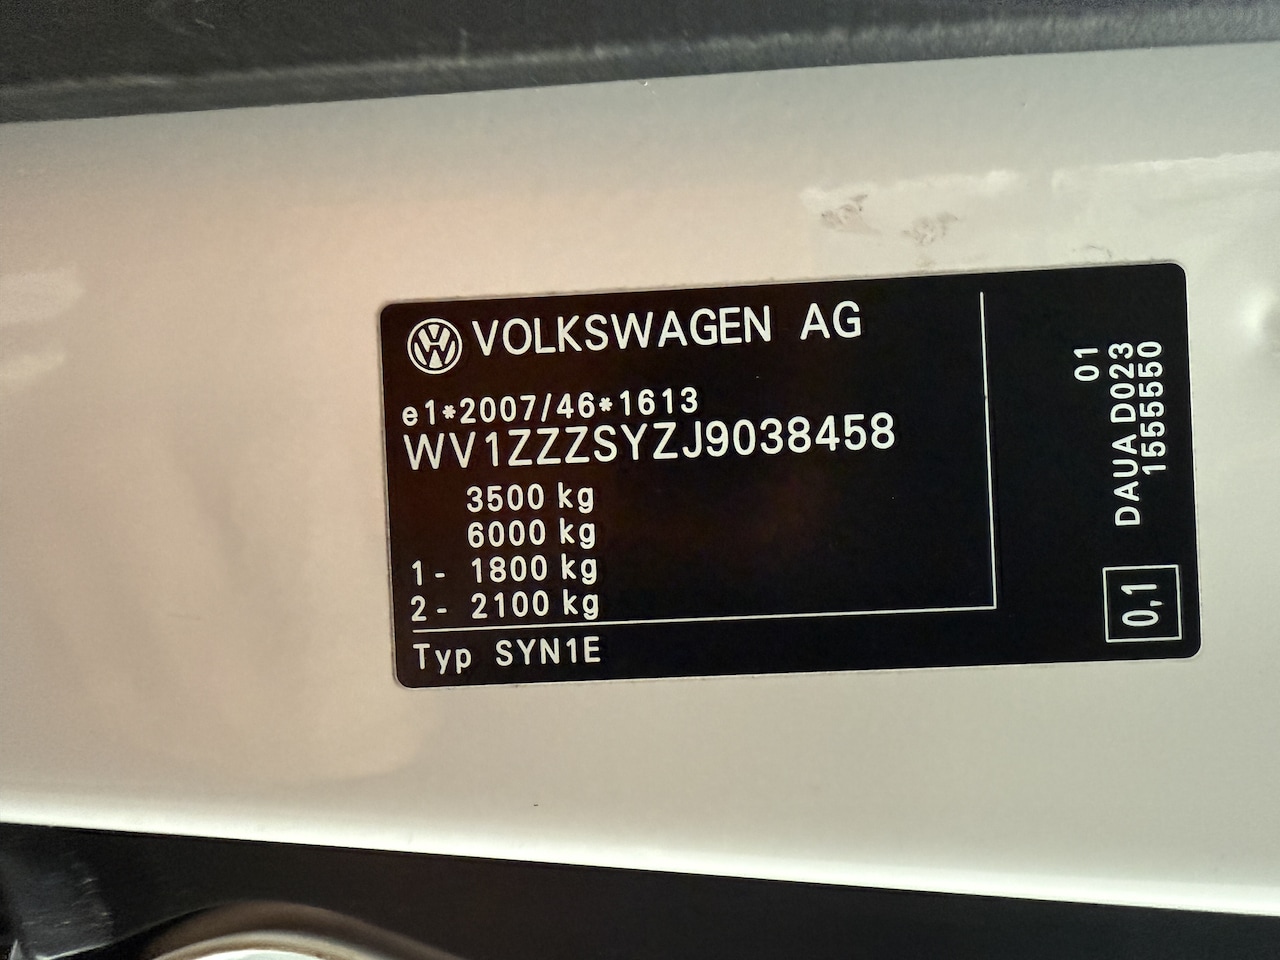 VOLKSWAGEN AG
e1*2007/46*1613
WV1ZZZSYZJ9038458
3500 kg
6000 kg
1- 1800 kg
2- 2100 kg
Typ SYN1E
01
DAUA D023
1555550
0,1